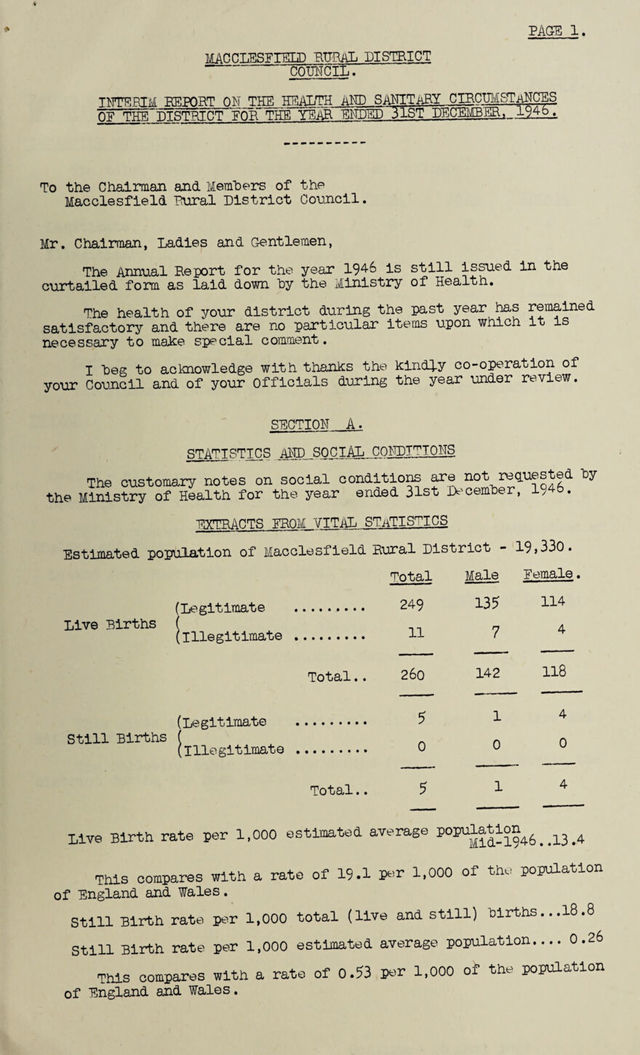 PAGE 1.
MACCLESFIELD RURAL DISTRICT
COUNCIL.
INTERIM REPORT ON THE HEALTH AND SANITARY CIRCUMSTANCES
OF THE DISTRICT FOR THE YEAR ENDED 31ST DECEMBER, 1946.
----------
To the Chairman and Members of the
Macclesfield Rural District Council.
Mr. Chairman, Ladies and Gentlemen,
The Annual Report for the year 1946 is still issued in the
curtailed form as laid down by the Ministry of Health.
The health of your district during the past year has remained
satisfactory and there are no particular items upon which it is
necessary to make special comment.
I beg to acknowledge with thanks the kindly co-operation of
your Council and of your Officials during the year under review.
SECTION A.
STATISTICS AND SOCIAL CONDITIONS
The customary notes on social conditions are not requested by
the Ministry of Health for the year ended 31st December, 1946.
EXTRACTS FROM VITAL STATISTICS
Estimated population of Macclesfield Rural District - 19,330.
Total Male Female.
(Legitimate ......... 249 135 114
Live Births (
(Illegitimate ......... 11 7 4
Total.. 260 142 118
(Legitimate ......... 5 1 4
Still Births (
(Illegitimate ......... 0 0 0
Total.. 5 1 4
Live Birth rate per 1,000 estimated average population
Mid-1946..13.4
This compares with a rate of 19.1 per 1,000 of the population
of England and Wales.
Still Birth rate per 1,000 total (live and still) births...18.8
Still Birth rate per 1,000 estimated average population.... 0.26
This compares with a rate of 0.53 per 1,000 of the population
of England and Wales.